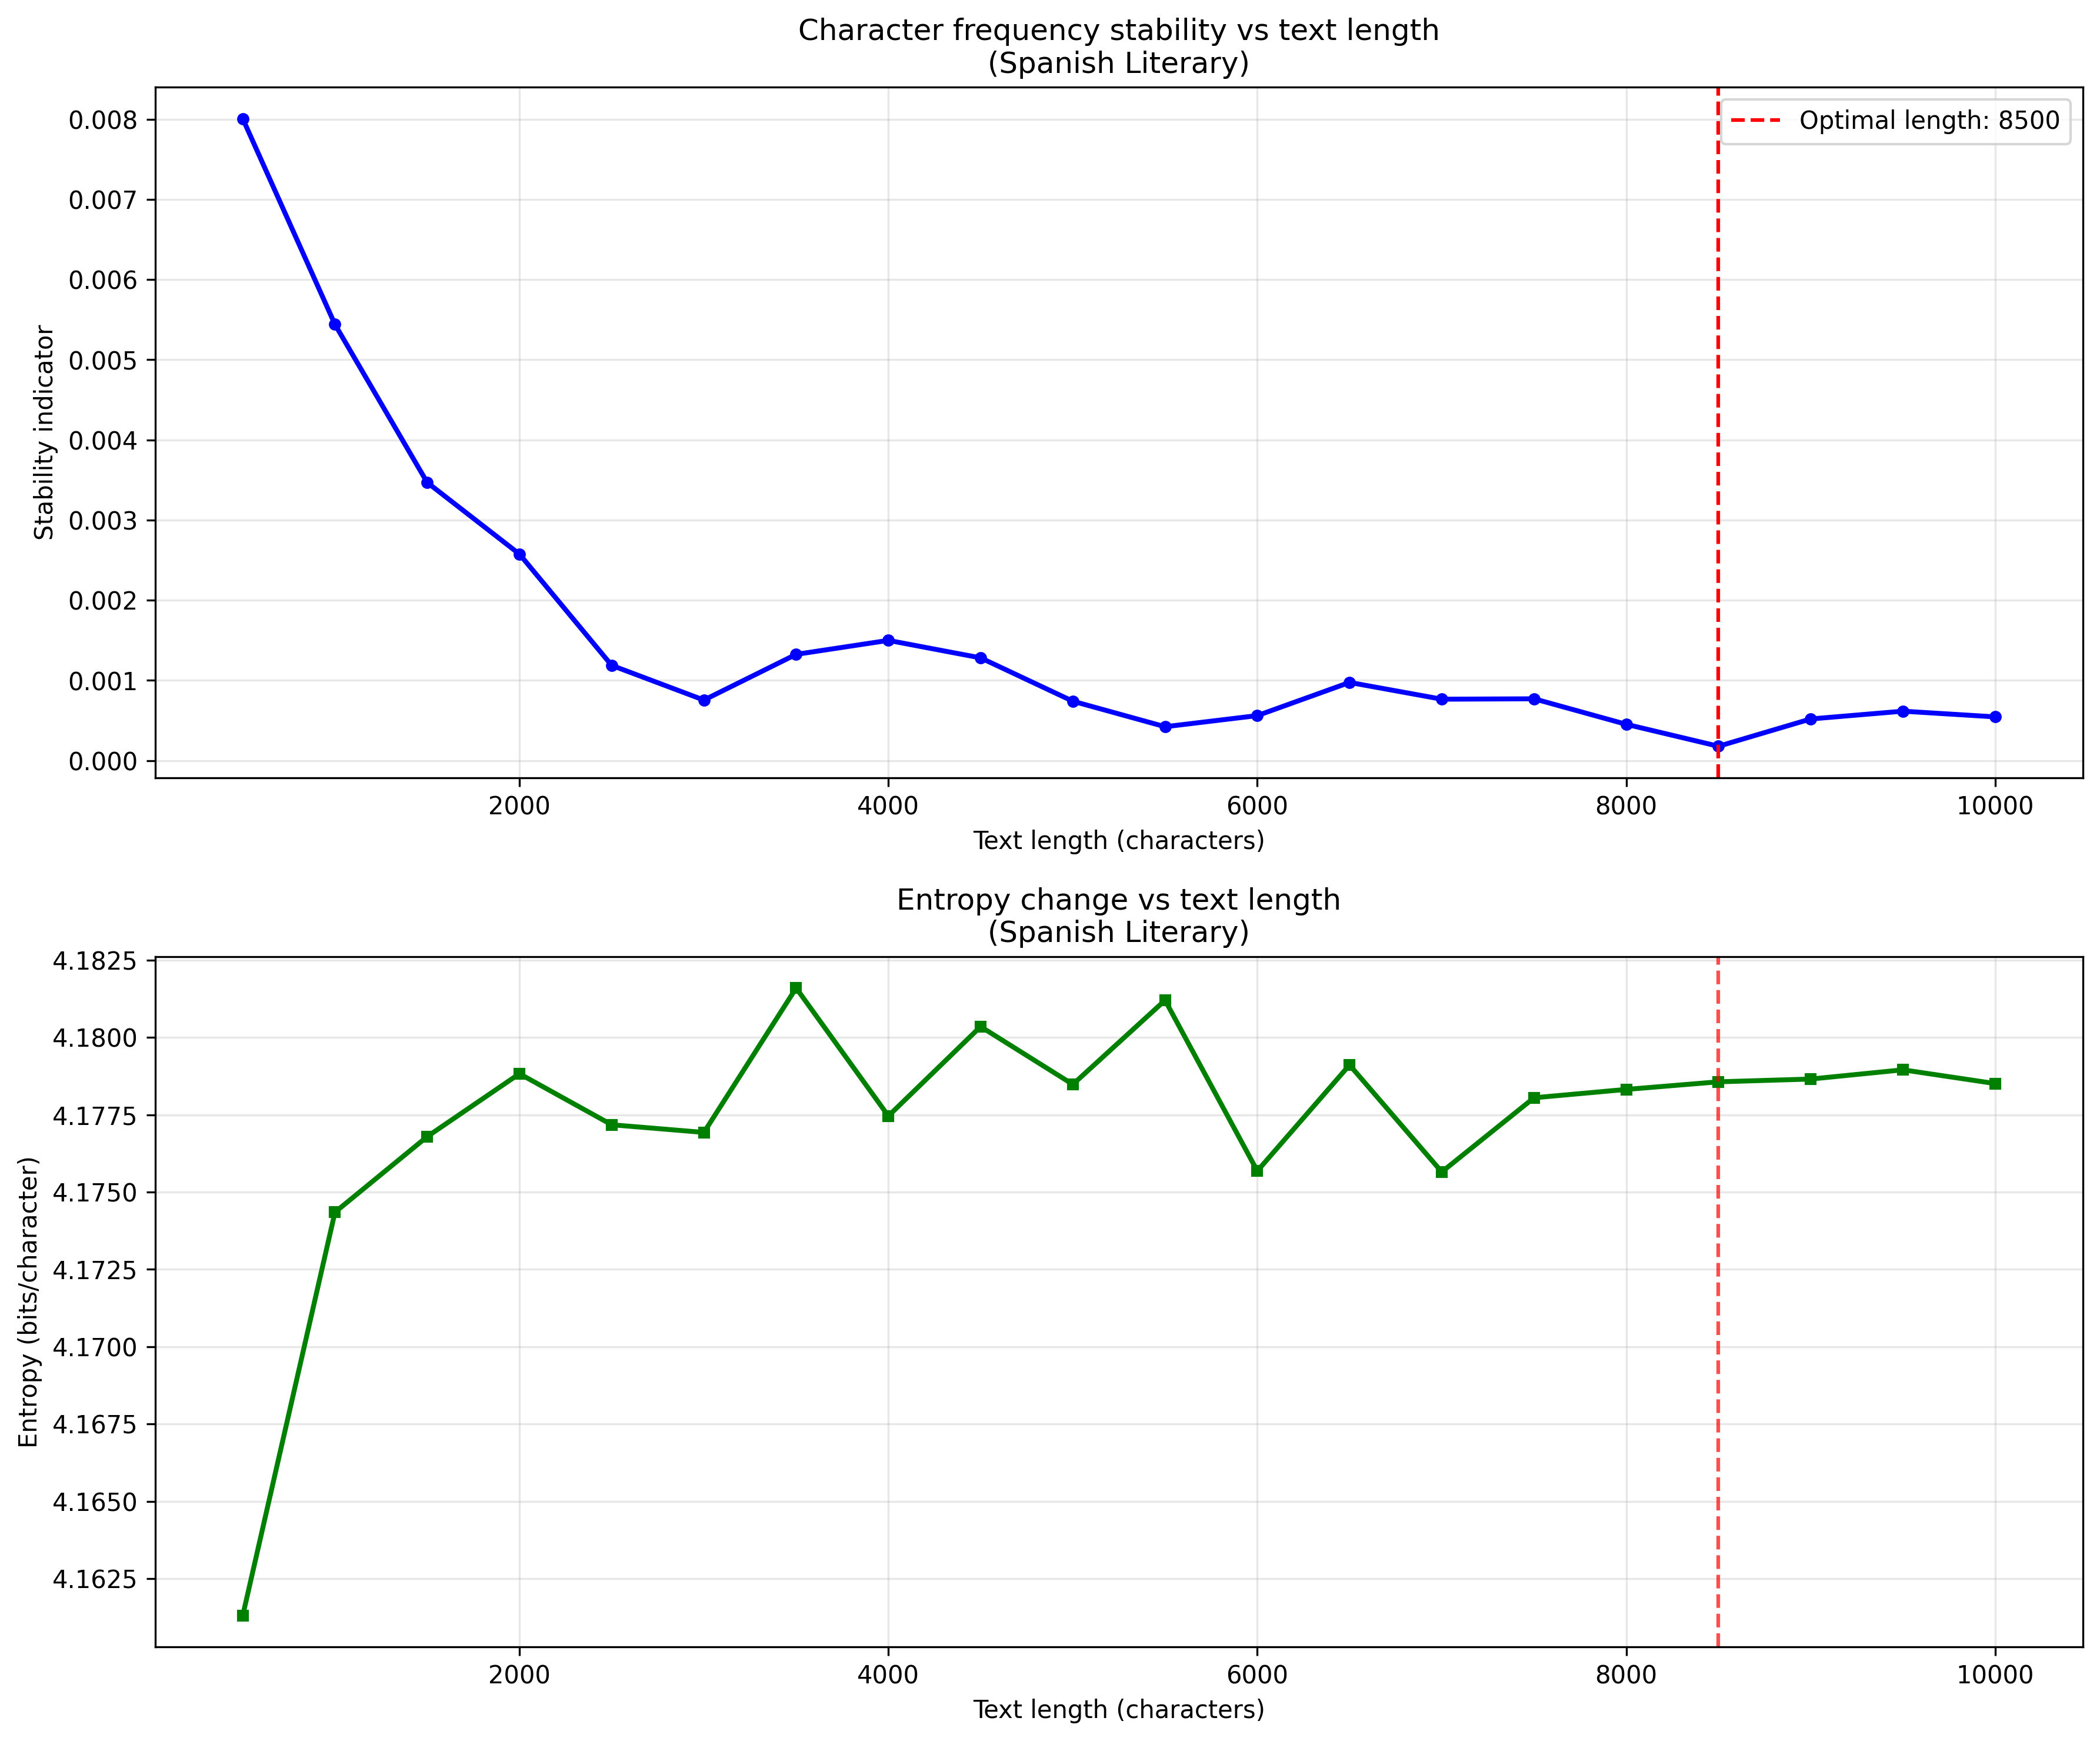 Character frequency stability vs text length
(Spanish Literary)
Optimal length: 8500
Stability indicator
0.008
0.007
0.006
0.005
0.004
0.003
0.002
0.001
0.000
2000 4000 6000 8000 10000
Text length (characters)
Entropy change vs text length
(Spanish Literary)
Entropy (bits/character)
4.1825
4.1800
4.1775
4.1750
4.1725
4.1700
4.1675
4.1650
4.1625
2000 4000 6000 8000 10000
Text length (characters)